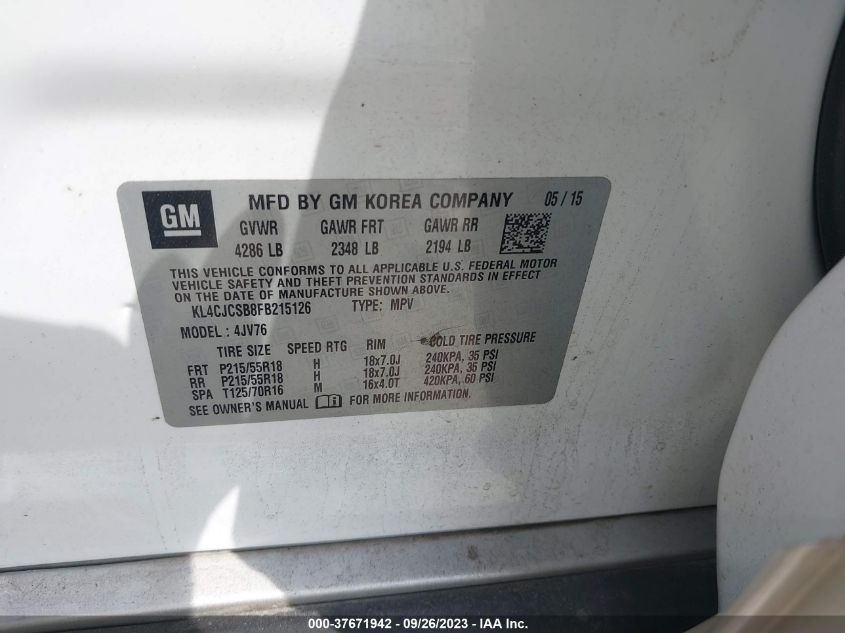 GM
MFD BY GM KOREA COMPANY 05 / 15
GVWR GAWR FRT GAWR RR
4286 LB 2348 LB 2194 LB
THIS VEHICLE CONFORMS TO ALL APPLICABLE U.S. FEDERAL MOTOR
VEHICLE SAFETY AND THEFT PREVENTION STANDARDS IN EFFECT
ON THE DATE OF MANUFACTURE SHOWN ABOVE.
KL4CJCSB8FB215126 TYPE: MPV
MODEL: 4JV76
TIRE SIZE SPEED RTG RIM COLD TIRE PRESSURE
FRT P215/55R18 H 18x7.0J 240KPA, 35 PSI
RR P215/55R18 H 18x7.0J 240KPA, 35 PSI
SPA T125/70R16 M 16x4.0T 420KPA, 60 PSI
SEE OWNER'S MANUAL FOR MORE INFORMATION.
000-37671942 - 09/26/2023 - IAA Inc.